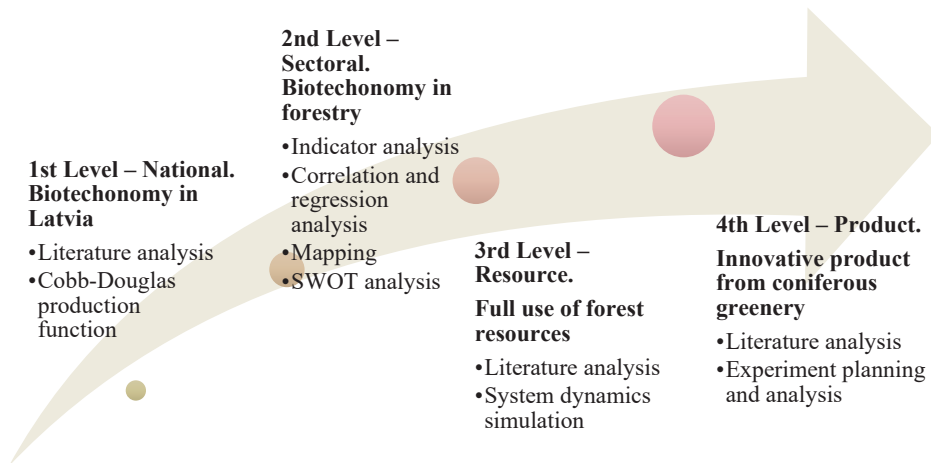 1st Level – National.
Biotechonomy in
Latvia
•Literature analysis
•Cobb-Douglas
production
function
2nd Level –
Sectoral.
Biotechonomy in
forestry
•Indicator analysis
•Correlation and
regression
analysis
•Mapping
•SWOT analysis
3rd Level –
Resource.
Full use of forest
resources
•Literature analysis
•System dynamics
simulation
4th Level – Product.
Innovative product
from coniferous
greenery
•Literature analysis
•Experiment planning
and analysis